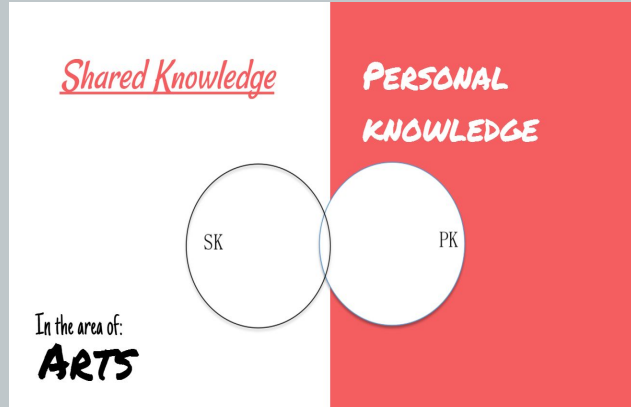 Shared Knowledge
PERSONAL
KNOWLEDGE
SK
PK
In the area of:
ARTS